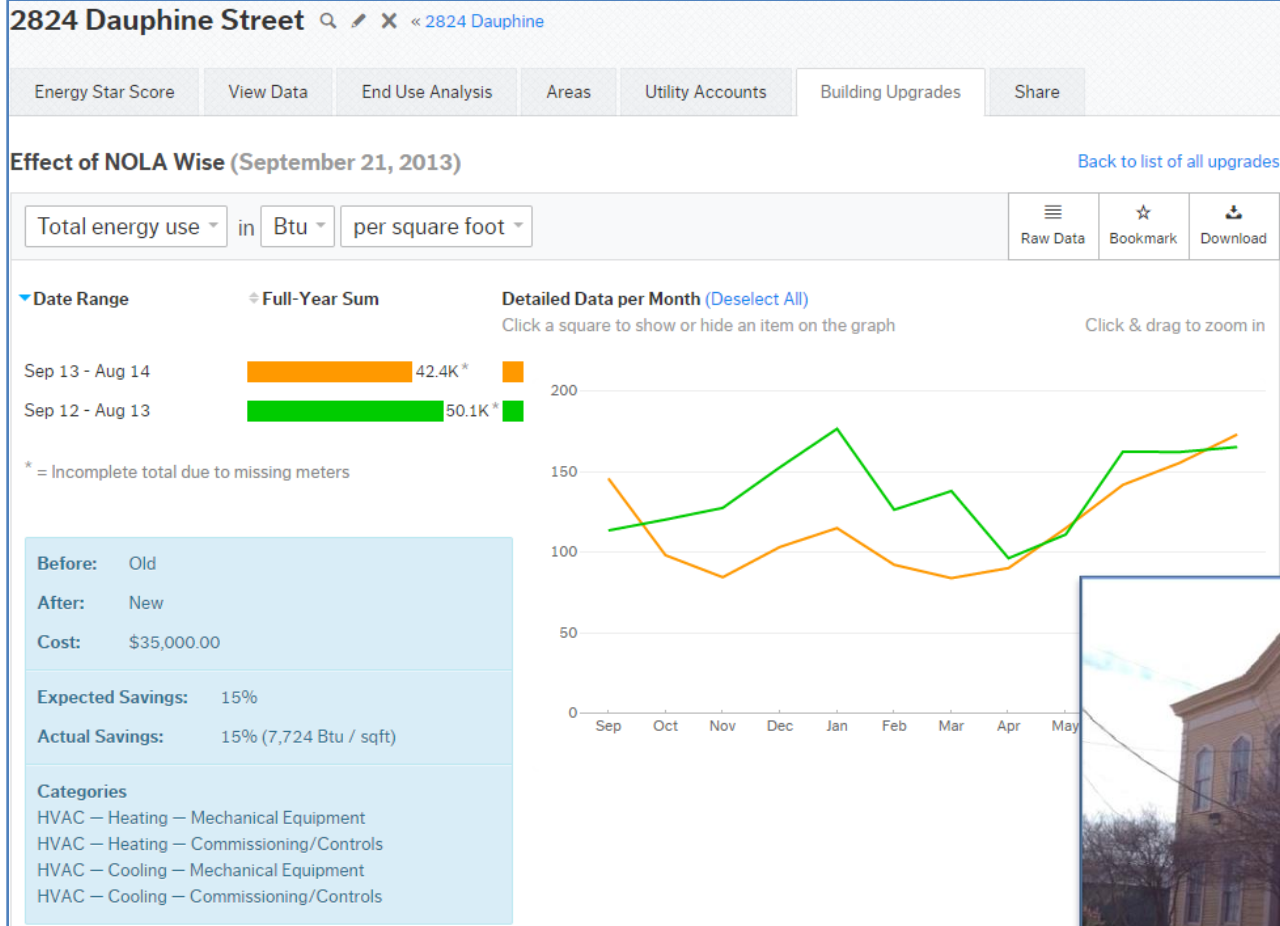 2824 Dauphine Street « 2824 Dauphine
Energy Star Score View Data End Use Analysis Areas Utility Accounts Building Upgrades Share
Effect of NOLA Wise (September 21, 2013) Back to list of all upgrades
Total energy use in Btu per square foot Raw Data Bookmark Download
Date Range Full-Year Sum Detailed Data per Month (Deselect All)
Click a square to show or hide an item on the graph Click & drag to zoom in
Sep 13 - Aug 14 42.4K*
Sep 12 - Aug 13 50.1K*
* = Incomplete total due to missing meters
200
150
100
50
0
Sep Oct Nov Dec Jan Feb Mar Apr May
Before: Old
After: New
Cost: $35,000.00
Expected Savings: 15%
Actual Savings: 15% (7,724 Btu / sqft)
Categories
HVAC — Heating — Mechanical Equipment
HVAC — Heating — Commissioning/Controls
HVAC — Cooling — Mechanical Equipment
HVAC — Cooling — Commissioning/Controls